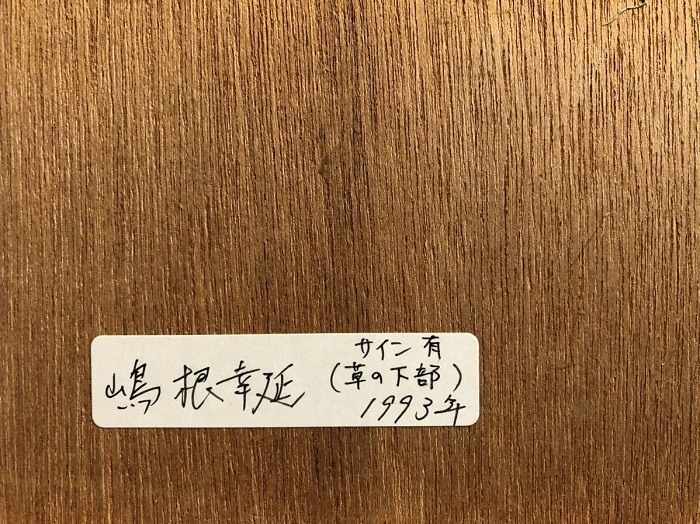 嶋根幸延
サイン有
(草の下部)
1993年